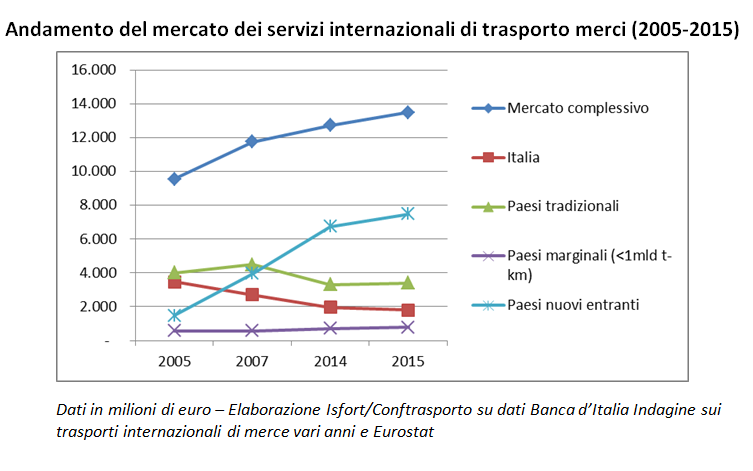 Andamento del mercato dei servizi internazionali di trasporto merci (2005-2015)
16.000
14.000
12.000
10.000
8.000
6.000
4.000
2.000
-
2005 2007 2014 2015
Mercato complessivo
Italia
Paesi tradizionali
Paesi marginali (<1mld t-
km)
Paesi nuovi entranti
Dati in milioni di euro – Elaborazione Isfort/Conftrasporto su dati Banca d'Italia Indagine sui
trasporti internazionali di merce vari anni e Eurostat